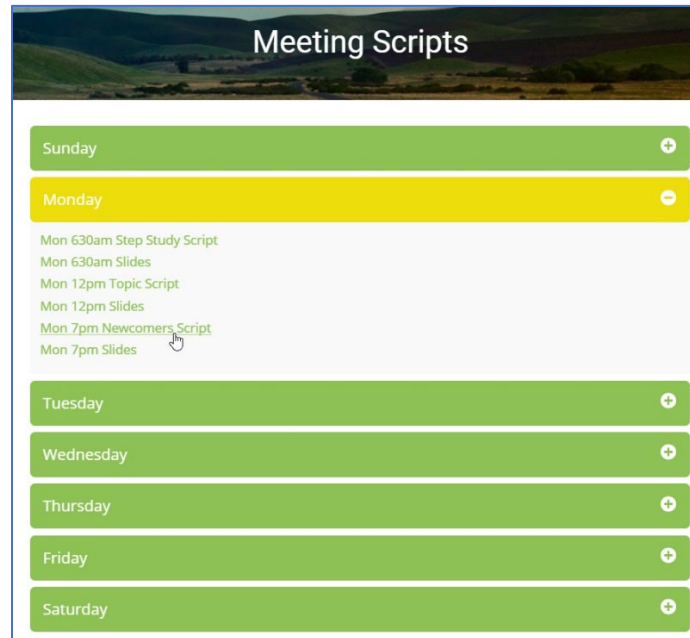 Meeting Scripts
Sunday
Monday
Mon 630am Step Study Script
Mon 630am Slides
Mon 12pm Topic Script
Mon 12pm Slides
Mon 7pm Newcomers Script
Mon 7pm Slides
Tuesday
Wednesday
Thursday
Friday
Saturday